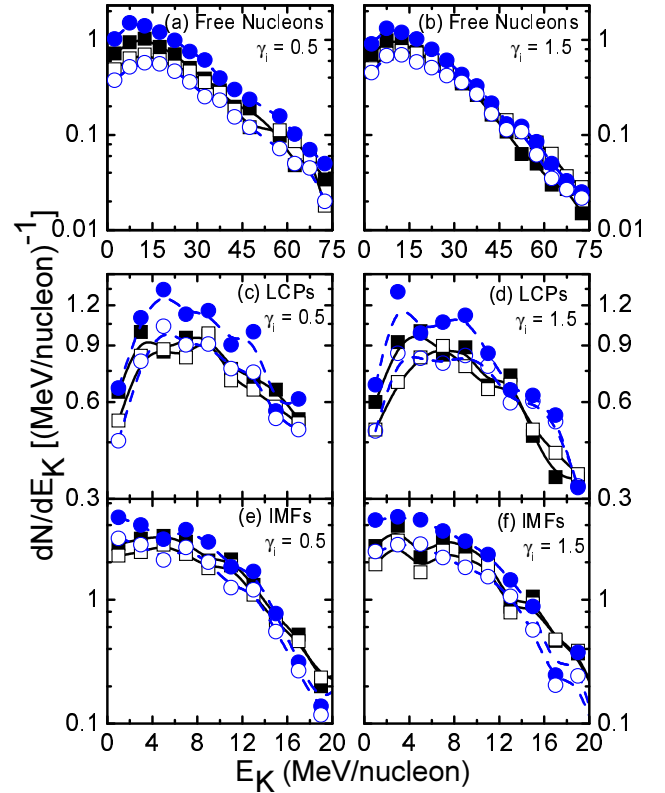 (a) Free Nucleons
γi = 0.5
(b) Free Nucleons
γi = 1.5
1
0.1
0.01
1
0.1
0.01
0 15 30 45 60 75
0 15 30 45 60 75
(c) LCPs
γi = 0.5
(d) LCPs
γi = 1.5
1.2
0.9
0.6
0.3
1.2
0.9
0.6
0.3
(e) IMFs
γi = 0.5
(f) IMFs
γi = 1.5
1
0.1
1
0.1
0 4 8 12 16 20
0 4 8 12 16 20
dN/dEK [(MeV/nucleon)-1
EK (MeV/nucleon)